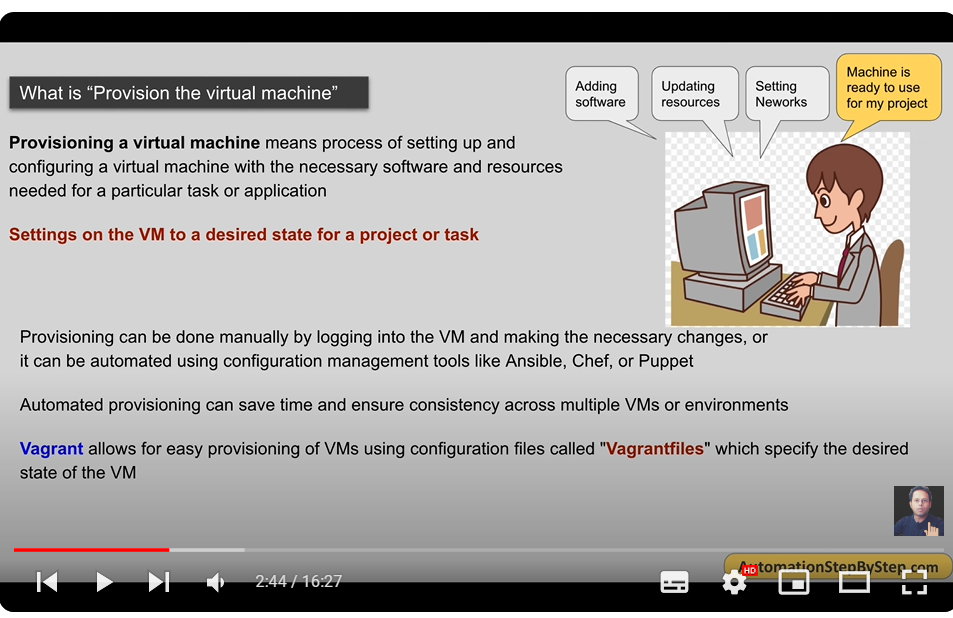 What is “Provision the virtual machine”
Adding
software
Updating
resources
Setting
Neworks
Machine is
ready to use
for my project
Provisioning a virtual machine means process of setting up and
configuring a virtual machine with the necessary software and resources
needed for a particular task or application
Settings on the VM to a desired state for a project or task
Provisioning can be done manually by logging into the VM and making the necessary changes, or
it can be automated using configuration management tools like Ansible, Chef, or Puppet
Automated provisioning can save time and ensure consistency across multiple VMs or environments
Vagrant allows for easy provisioning of VMs using configuration files called "Vagrantfiles" which specify the desired
state of the VM
AutomationStepByStep.com
2:44 / 16:27
HD